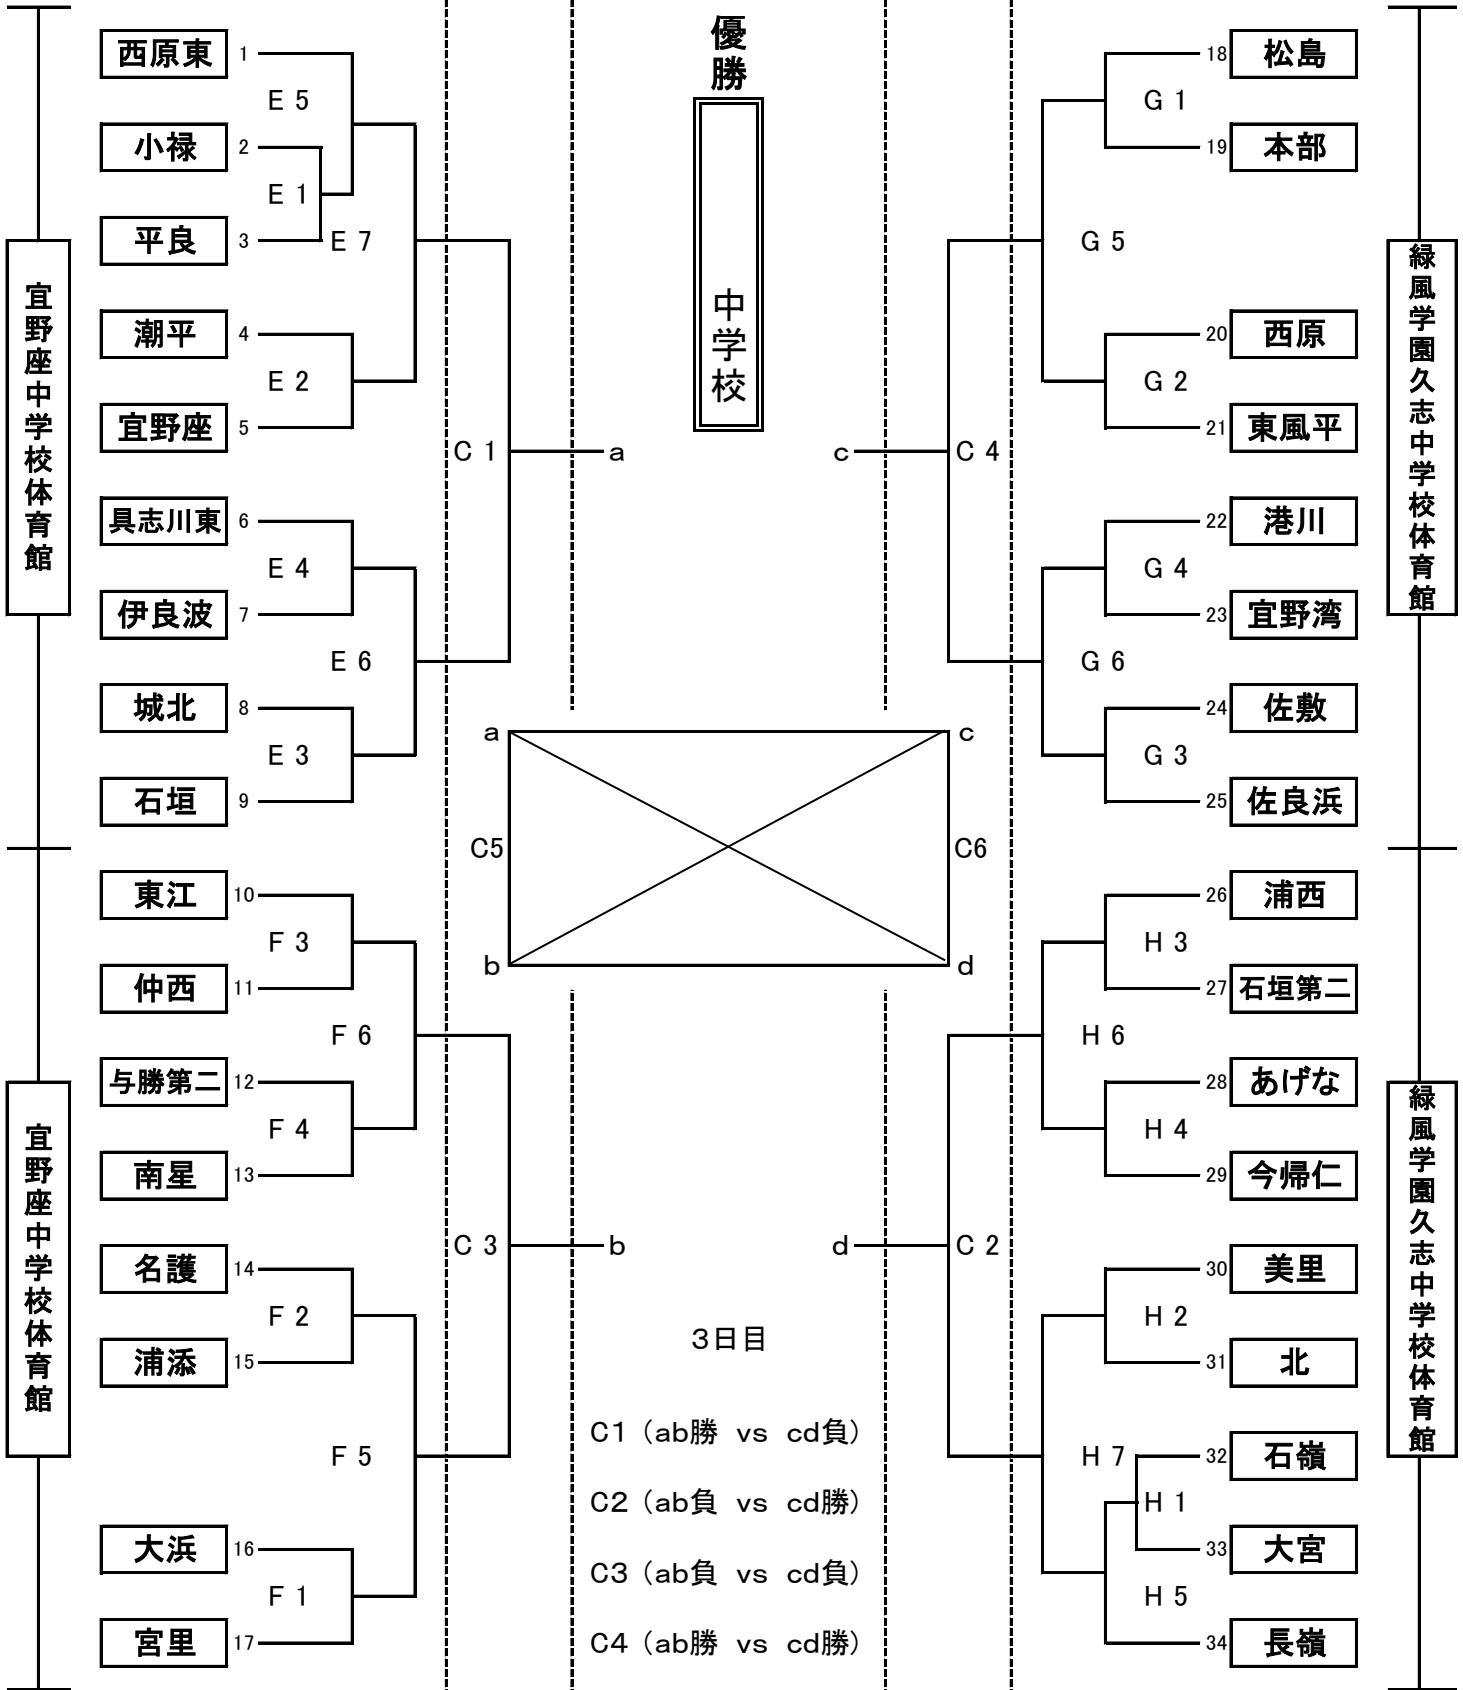 優勝
中学校
宜野座中学校体育館
西原東 1
E 5
小禄 2
E 1
平良 3
E 7
潮平 4
E 2
宜野座 5
C 1
a
具志川東 6
E 4
伊良波 7
E 6
城北 8
E 3
石垣 9
宜野座中学校体育館
東江 10
F 3
仲西 11
F 6
与勝第二 12
F 4
南星 13
C 3
b
名護 14
F 2
浦添 15
F 5
大浜 16
F 1
宮里 17
a
c
C5
C6
b
d
3日目
C1（ab勝 vs cd負）
C2（ab負 vs cd勝）
C3（ab負 vs cd負）
C4（ab勝 vs cd勝）
緑風学園久志中学校体育館
18 松島
G 1
19 本部
G 5
20 西原
G 2
21 東風平
c
C 4
22 港川
G 4
23 宜野湾
G 6
24 佐敷
G 3
25 佐良浜
緑風学園久志中学校体育館
26 浦西
H 3
27 石垣第二
H 6
28 あげな
H 4
29 今帰仁
d
C 2
30 美里
H 2
31 北
H 7
32 石嶺
H 1
33 大宮
H 5
34 長嶺